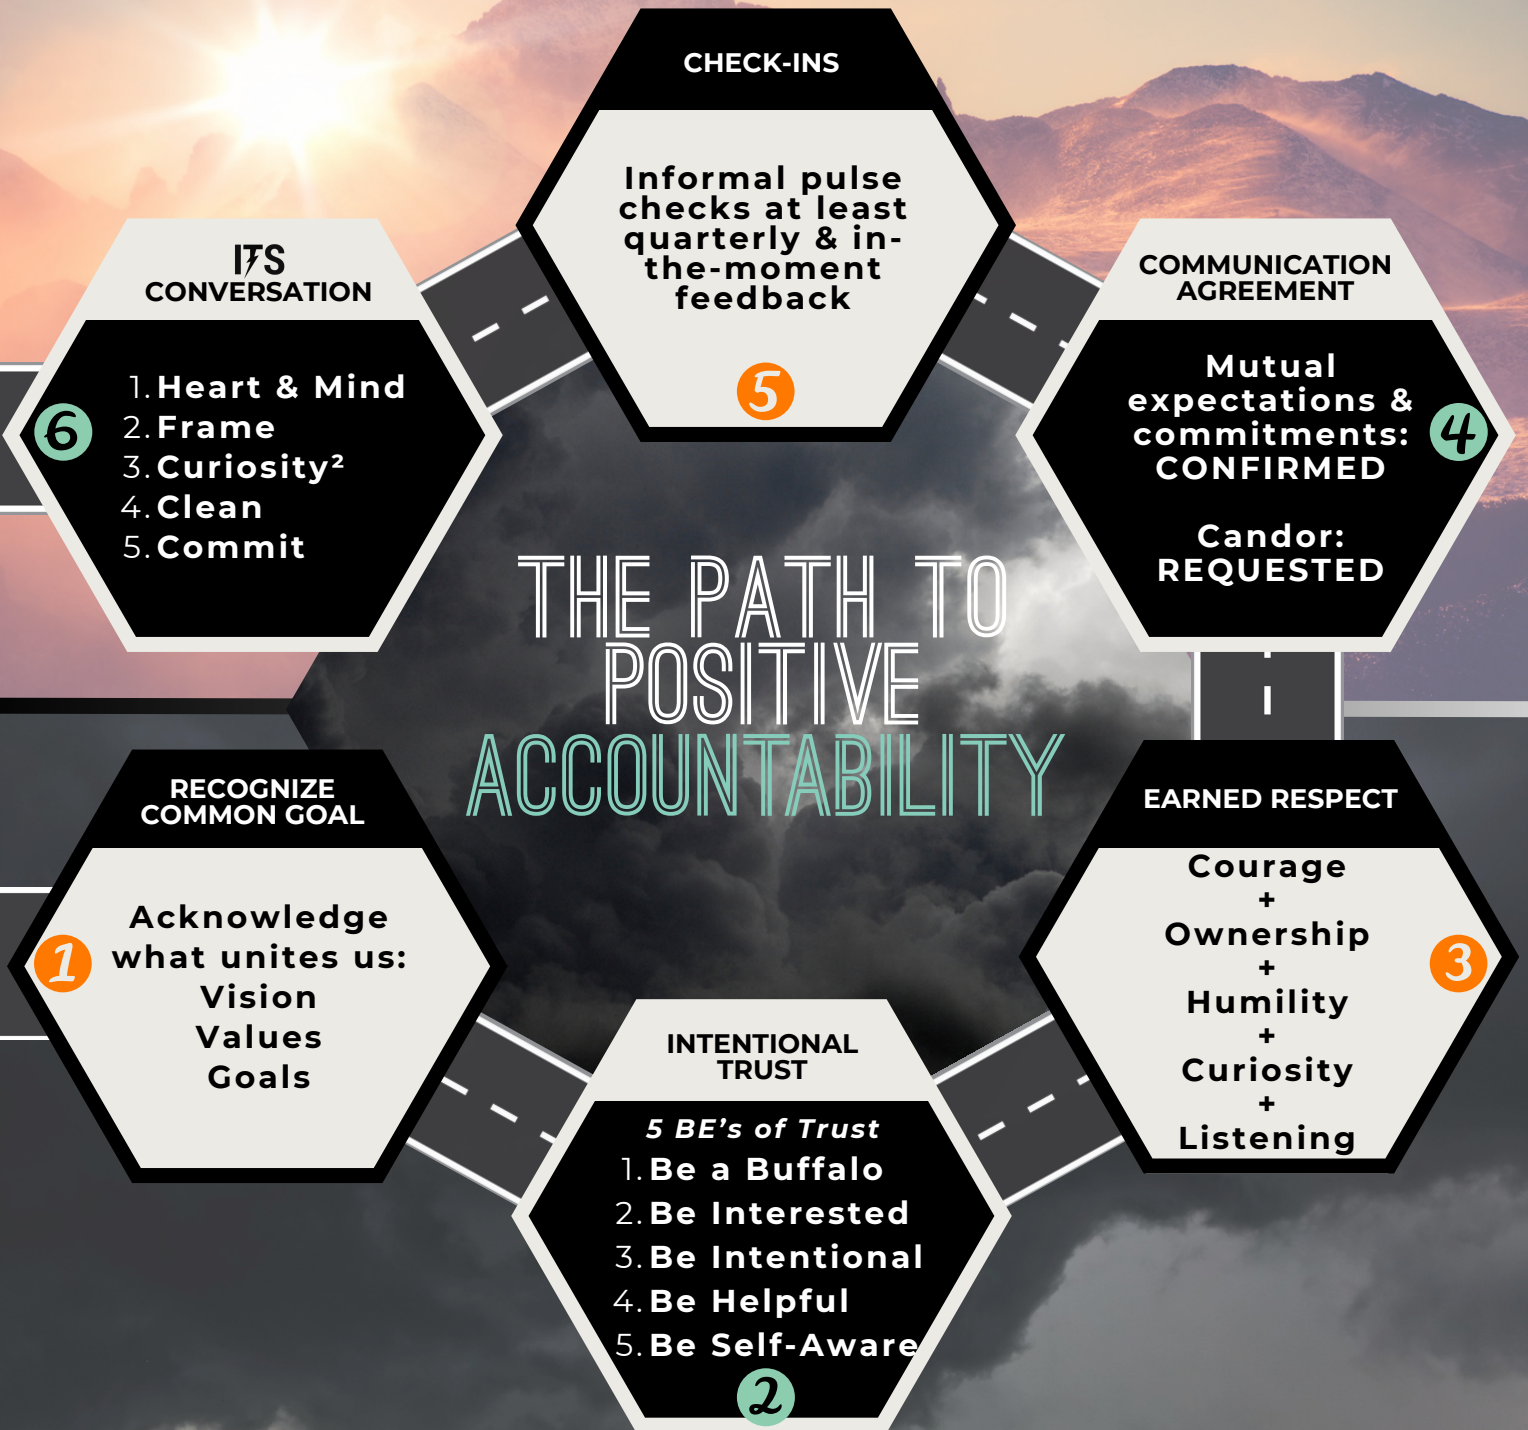 CHECK-INS
Informal pulse
checks at least
quarterly & in-
the-moment
feedback
5
ITS
CONVERSATION
1. Heart & Mind
2. Frame
3. Curiosity²
4. Clean
5. Commit
6
COMMUNICATION
AGREEMENT
Mutual
expectations &
commitments:
CONFIRMED
Candor:
REQUESTED
4
THE PATH TO
POSITIVE
ACCOUNTABILITY
RECOGNIZE
COMMON GOAL
Acknowledge
what unites us:
Vision
Values
Goals
1
EARNED RESPECT
Courage
+
Ownership
+
Humility
+
Curiosity
+
Listening
3
INTENTIONAL
TRUST
5 BE’s of Trust
1. Be a Buffalo
2. Be Interested
3. Be Intentional
4. Be Helpful
5. Be Self-Aware
2